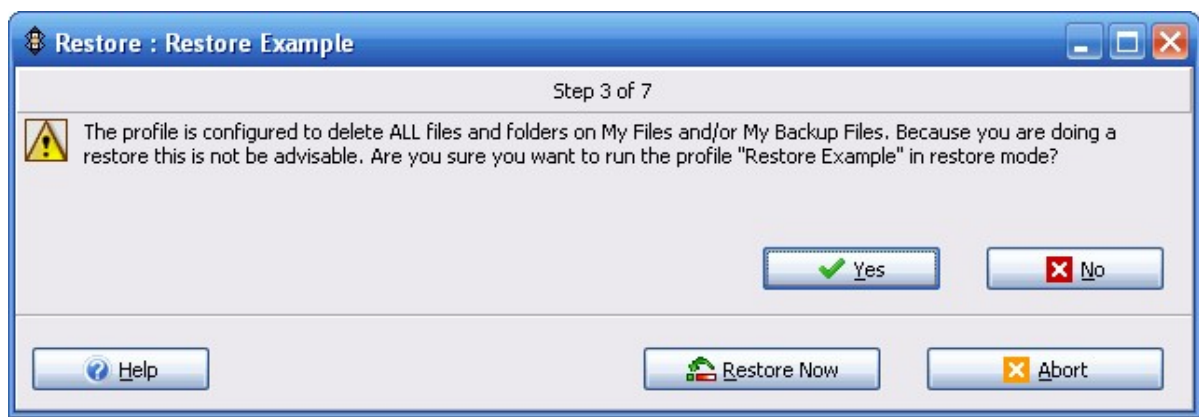 Restore : Restore Example
Step 3 of 7
The profile is configured to delete ALL files and folders on My Files and/or My Backup Files. Because you are doing a
restore this is not be advisable. Are you sure you want to run the profile "Restore Example" in restore mode?
Yes
No
Help
Restore Now
Abort